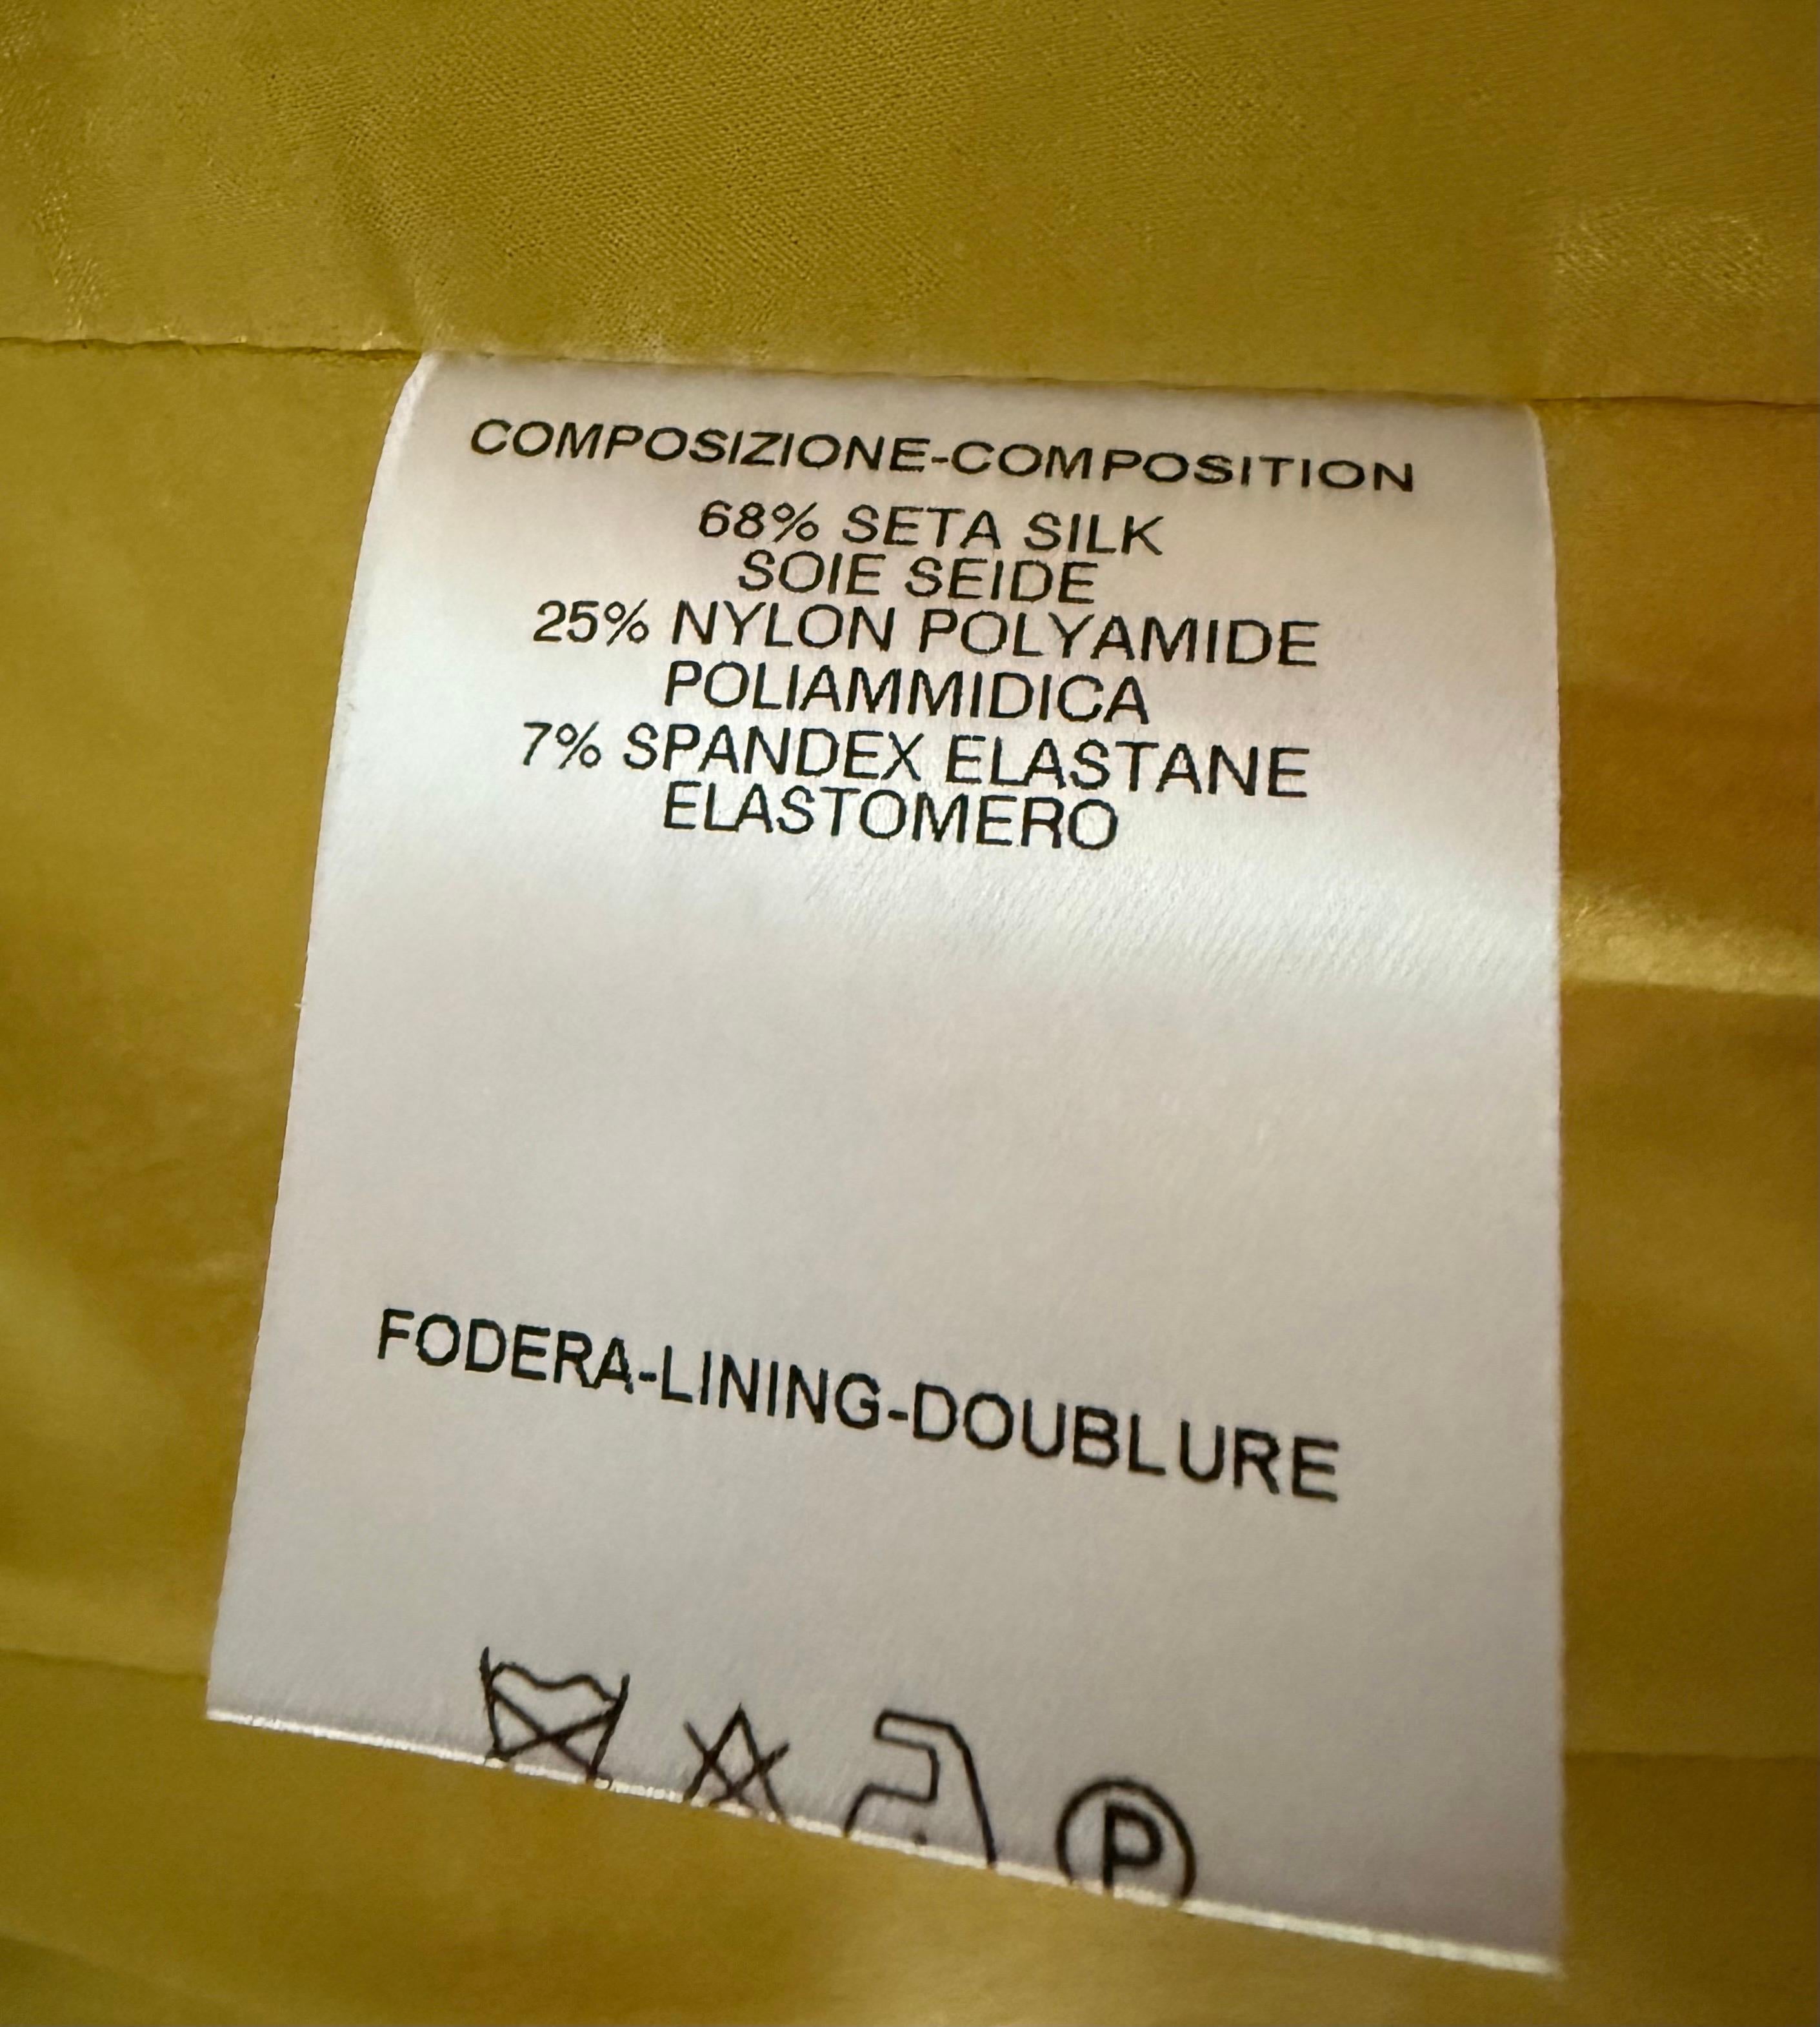 COMPOSIZIONE-COMPOSITION
68% SETA SILK
SOIE SEIDE
25% NYLON POLYAMIDE
POLIAMMIDICA
7% SPANDEX ELASTANE
ELASTOMERO
FODERA-LINING-DOUBLURE
P